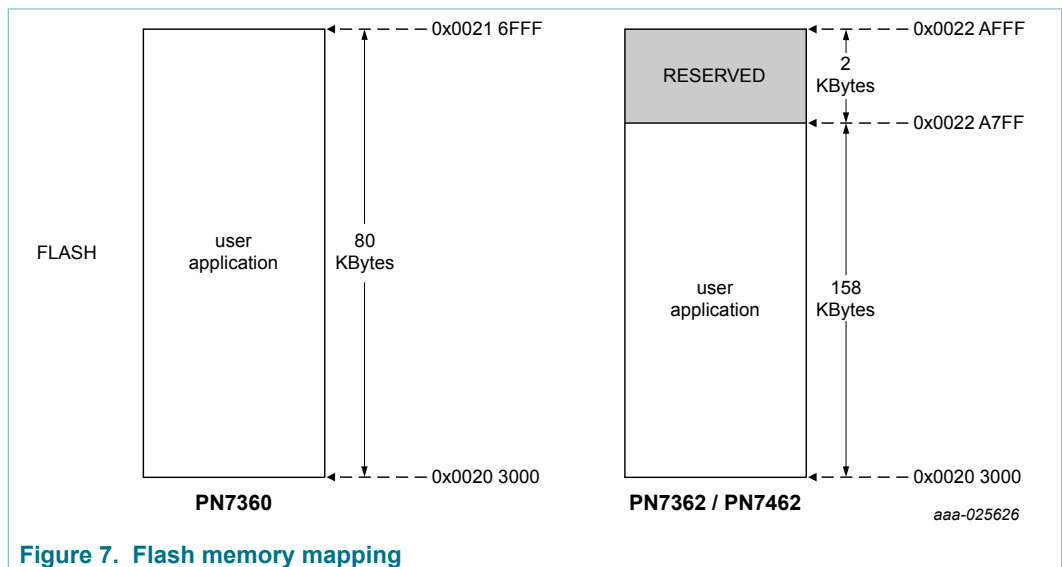 0x0021 6FFF
0x0022 AFFF
RESERVED
2
KBytes
0x0022 A7FF
FLASH
user
application
80
KBytes
user
application
158
KBytes
0x0020 3000
0x0020 3000
PN7360
PN7362 / PN7462
aaa-025626
Figure 7. Flash memory mapping